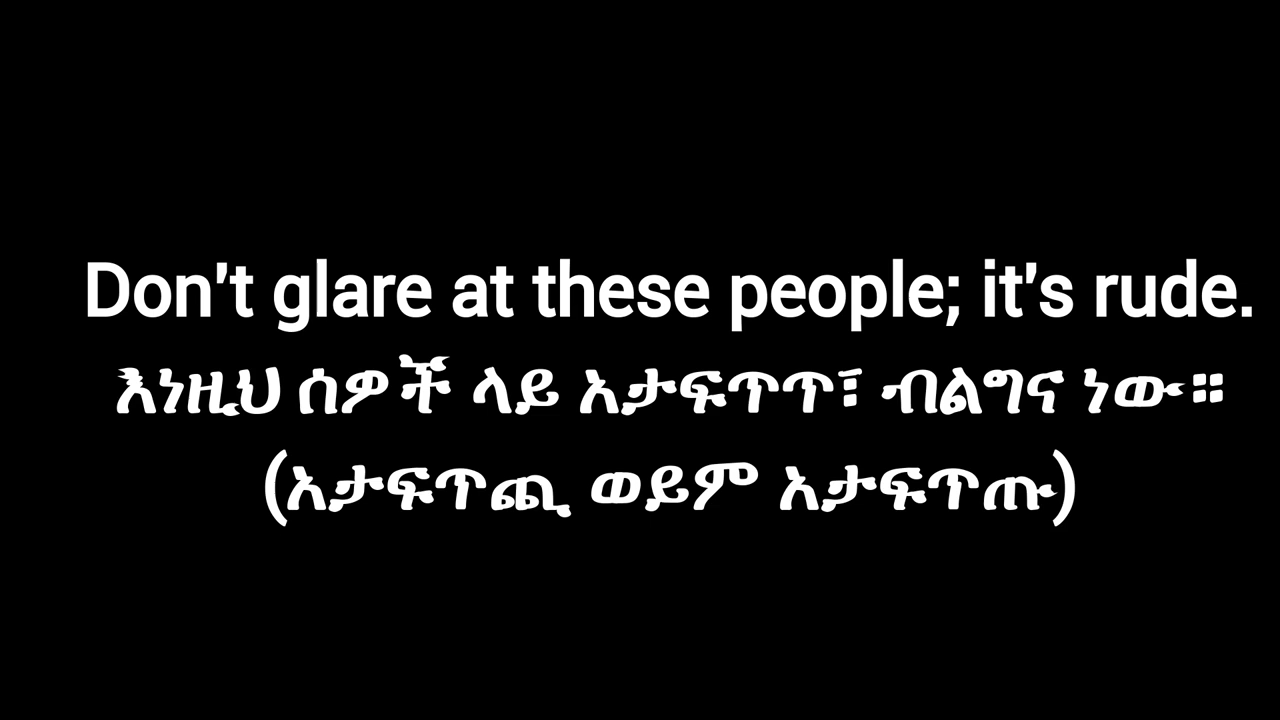 Don't glare at these people; it's rude.
እነዚህ ሰዎች ላይ አታፍጥጥ፣ ብልግና ነው።
(አታፍጥጪ ወይም አታፍጥጡ)